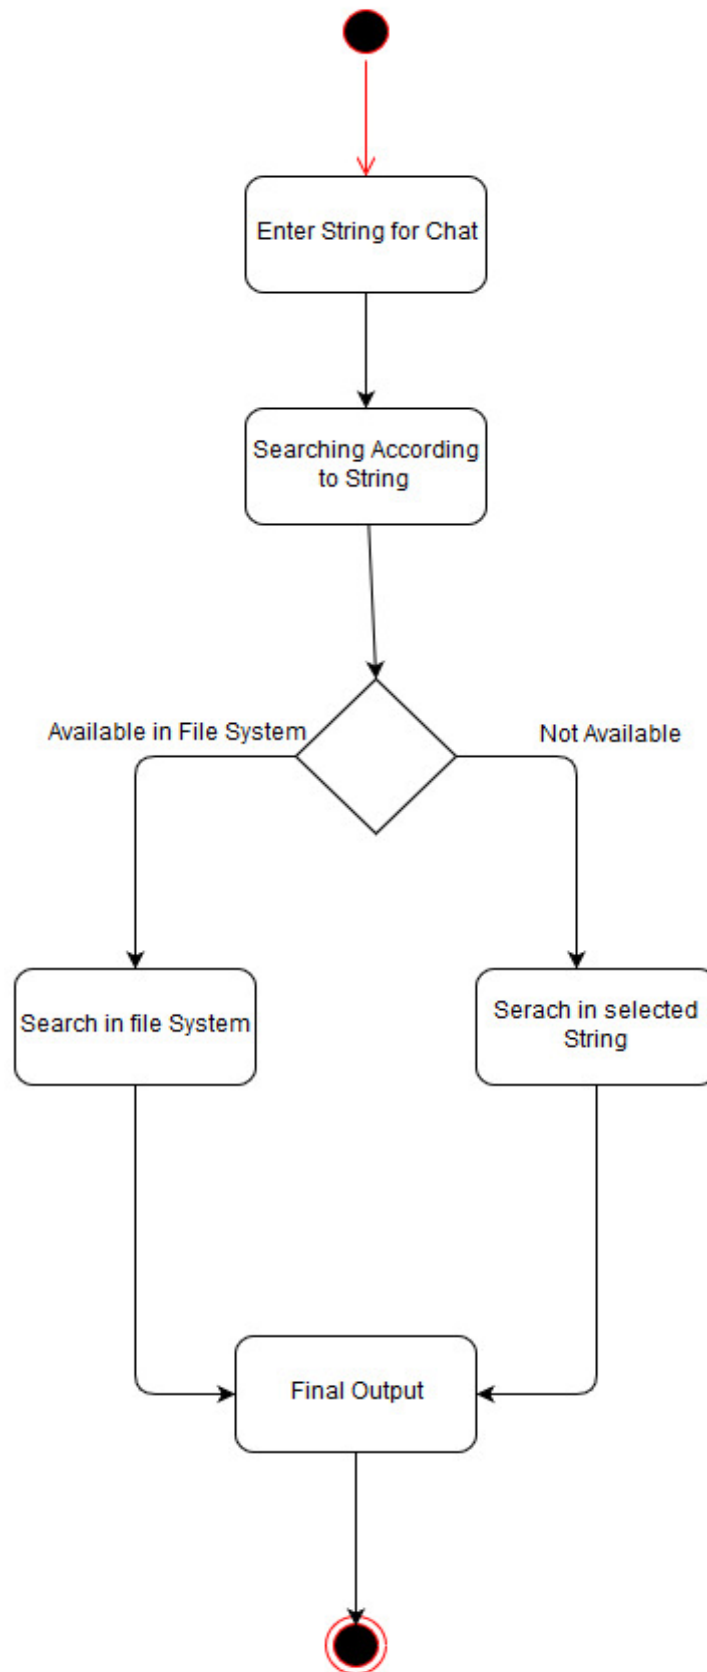 Enter String for Chat
Searching According
to String
Available in File System
Not Available
Search in file System
Serach in selected
String
Final Output